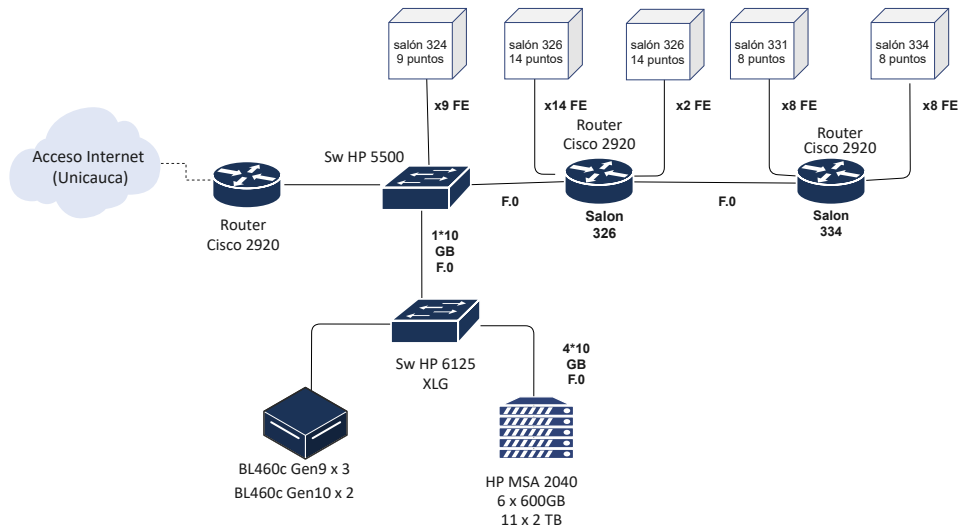 salón 324
9 puntos
salón 326
14 puntos
salón 326
14 puntos
salón 331
8 puntos
salón 334
8 puntos
x9 FE
x14 FE
x2 FE
x8 FE
x8 FE
Acceso Internet
(Unicauca)
Router
Cisco 2920
Sw HP 5500
Router
Cisco 2920
Salon
326
Router
Cisco 2920
Salon
334
F.0
F.0
1*10
GB
F.0
Sw HP 6125
XLG
4*10
GB
F.0
BL460c Gen9 x 3
BL460c Gen10 x 2
HP MSA 2040
6 x 600GB
11 x 2 TB